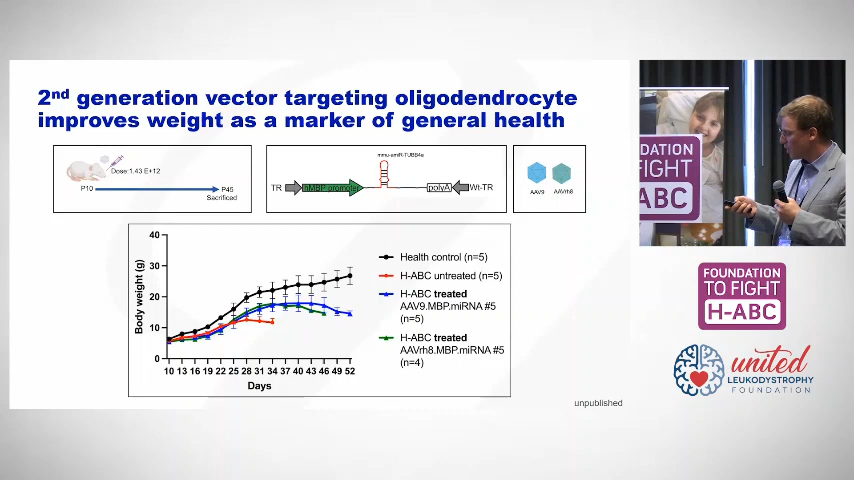 2nd generation vector targeting oligodendrocyte
improves weight as a marker of general health
Dose:1.43 E+12
P10
P45
Sacrificed
mmu-amiR-TUBB4a
TR
MBP promoter
polyA
Wt-TR
AAV9
AAVrh8
Body weight (g)
40
30
20
10
0
10 13 16 19 22 25 28 31 34 37 40 43 46 49 52
Days
Health control (n=5)
H-ABC untreated (n=5)
H-ABC treated
AAV9.MBP.miRNA #5
(n=5)
H-ABC treated
AAVrh8.MBP.miRNA #5
(n=4)
unpublished
DATION
FIGHT
ABC
FOUNDATION
TO FIGHT
H-ABC
united
LEUKODYSTROPHY
FOUNDATION